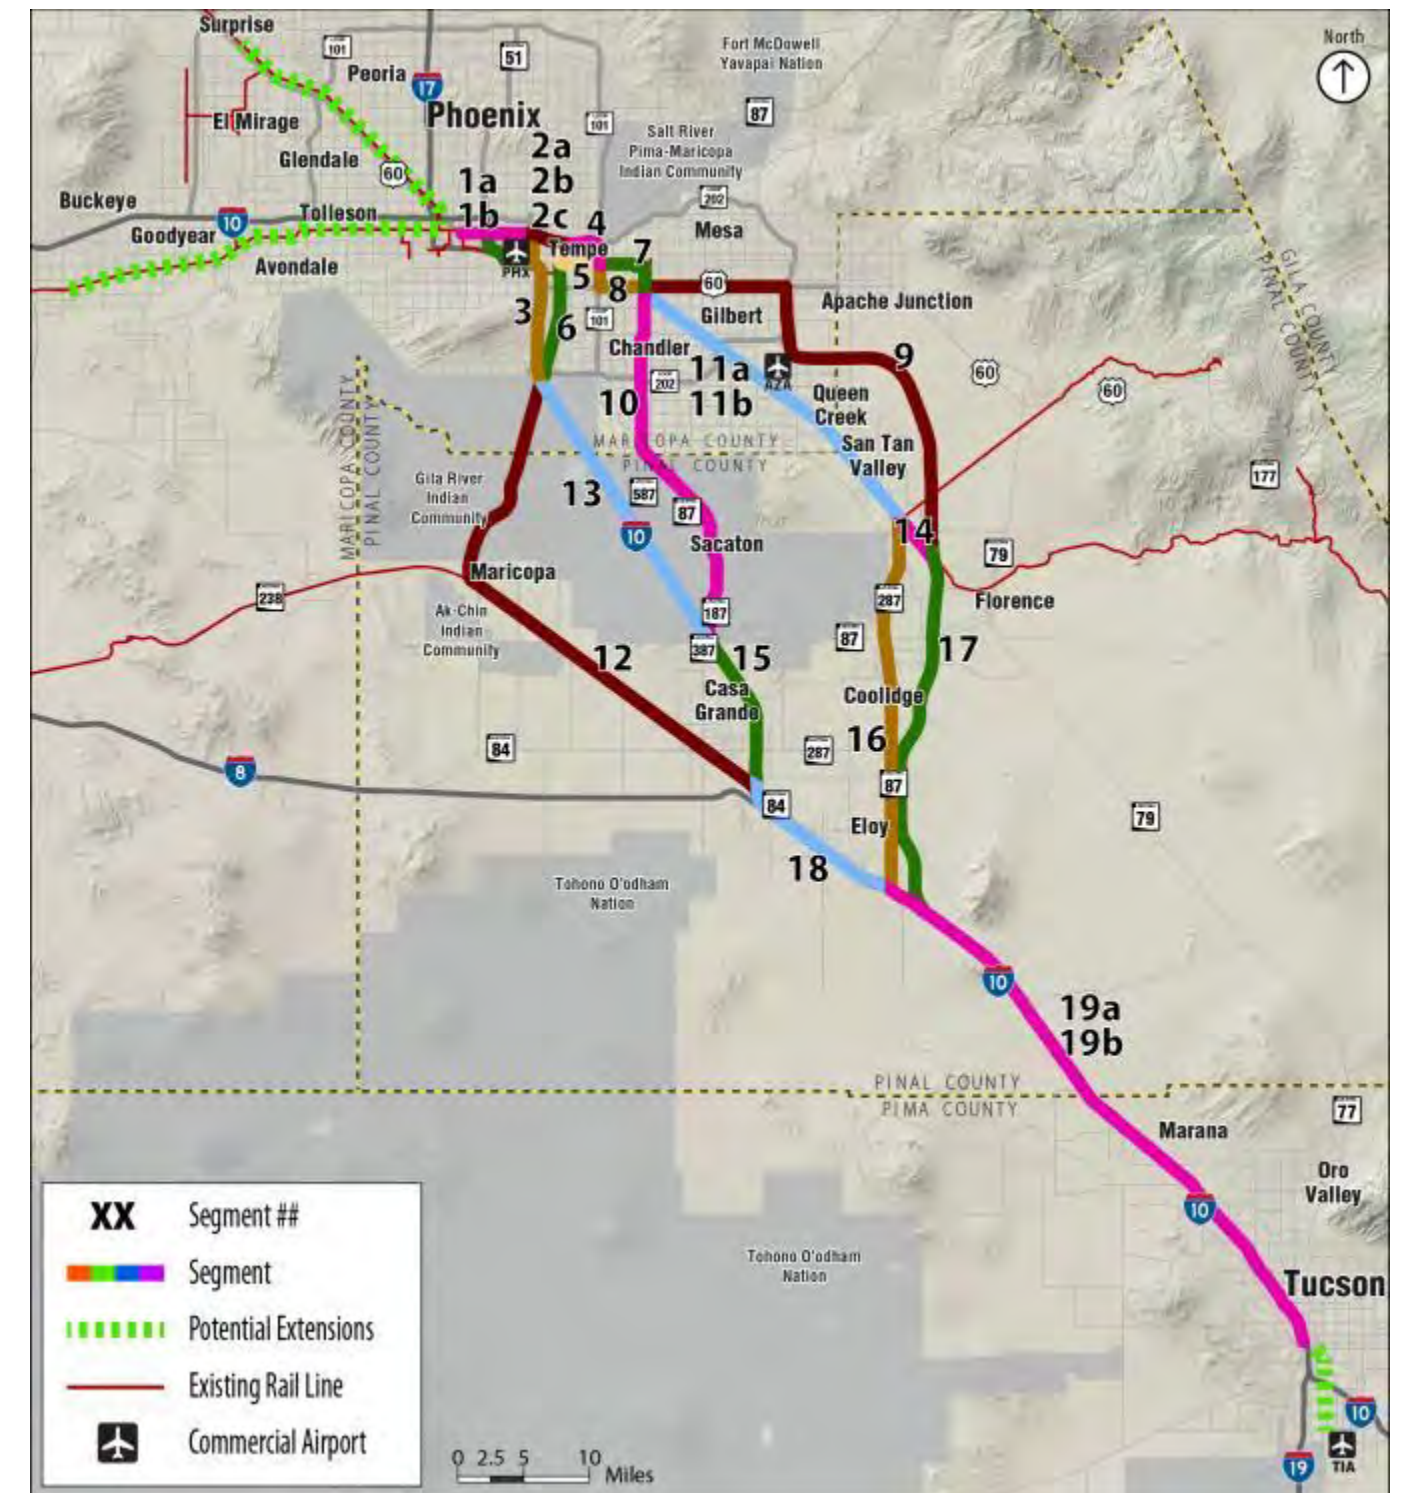 Surprise
LOOP
101
51
Peoria
17
Fort McDowell
Yavapai Nation
North
El Mirage
Phoenix
87
101
Glendale
60
Salt River
Pima-Maricopa
Indian Community
2a
2b
2c
1a
1b
202
Buckeye
10
Tolleson
Goodyear
Avondale
4
Mesa
PHX
Tempe
7
5
8
60
3
6
101
Gilbert
Apache Junction
GILA COUNTY
PINAL COUNTY
Chandler
9
202
11a
11b
AZA
60
60
10
Queen
Creek
MARICOPA COUNTY
PINAL COUNTY
MARICOPA COUNTY
PINAL COUNTY
San Tan
Valley
Gila River
Indian
Community
13
587
87
177
10
Sacaton
14
79
Maricopa
238
Florence
Ak-Chin
Indian
Community
187
287
387
87
12
15
17
Casa
Grande
Coolidge
84
287
16
8
87
84
79
Eloy
18
Tohono O'odham
Nation
10
19a
19b
PINAL COUNTY
PIMA COUNTY
77
Marana
Oro
Valley
10
XX Segment ##
Segment
Potential Extensions
Existing Rail Line
Commercial Airport
Tohono O'odham
Nation
Tucson
10
TIA
19
0 2.5 5 10
Miles